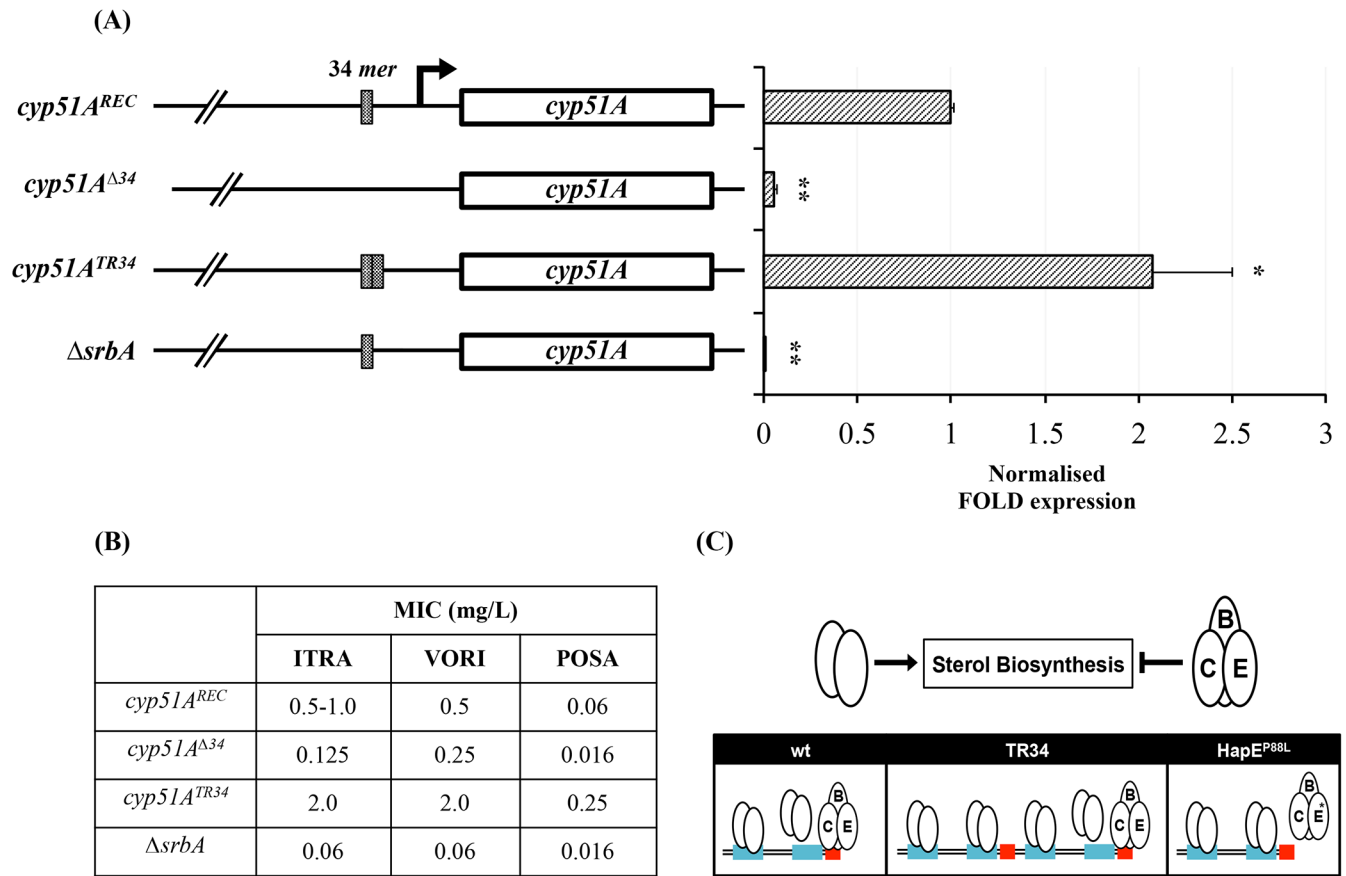 (A)
34 mer
cyp51A^REC cyp51A
cyp51A^Δ34 cyp51A **
cyp51A^TR34 cyp51A *
ΔsrbA cyp51A **
0 0.5 1 1.5 2 2.5 3
Normalised
FOLD expression
(B)
MIC (mg/L)
ITRA VORI POSA
cyp51A^REC 0.5-1.0 0.5 0.06
cyp51A^Δ34 0.125 0.25 0.016
cyp51A^TR34 2.0 2.0 0.25
ΔsrbA 0.06 0.06 0.016
(C)
Sterol Biosynthesis
B
C E
wt TR34 HapE^P88L
B
C E
B
C E
B
C E*